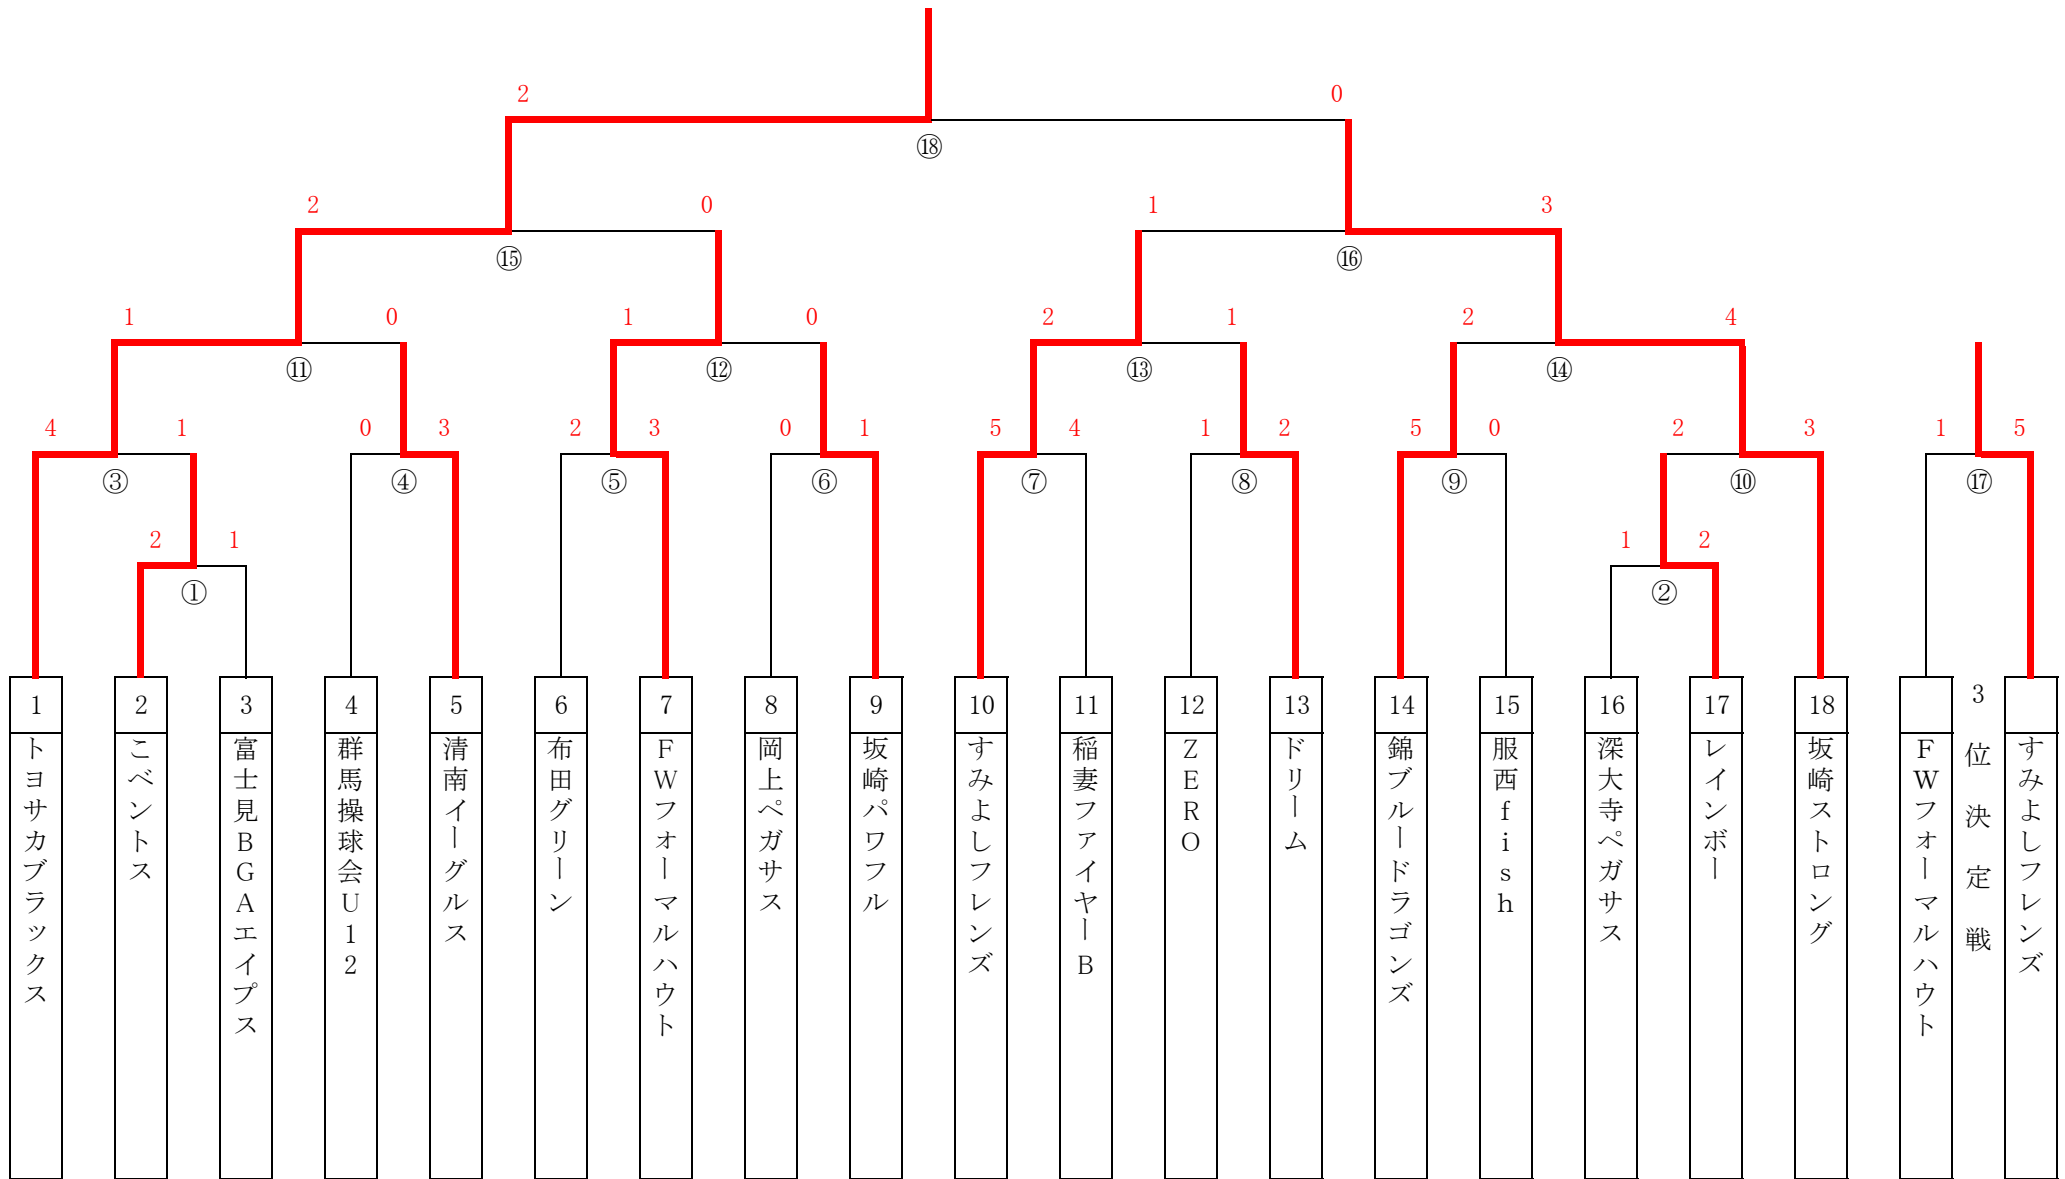 2 0
⑱
2 0 1 3
⑮ ⑯
1 0 1 0 2 1 2 4
⑪ ⑫ ⑬ ⑭
4 1 0 3 2 3 0 1 5 4 1 2 5 0 2 3 1 5
③ ④ ⑤ ⑥ ⑦ ⑧ ⑨ ⑩ ⑰
2 1 1 2
① ②
1 2 3 4 5 6 7 8 9 10 11 12 13 14 15 16 17 18
トヨサカブラックス
こベントス
富士見BGAエイプス
群馬操球会U12
清南イーグルス
布田グリーン
FWフォーマルハウト
岡上ペガサス
坂崎パワフル
すみよしフレンズ
稲妻ファイヤーB
ZERO
ドリーム
錦ブルードラゴンズ
服西fish
深大寺ペガサス
レインボー
坂崎ストロング
FWフォーマルハウト
3位決定戦
すみよしフレンズ